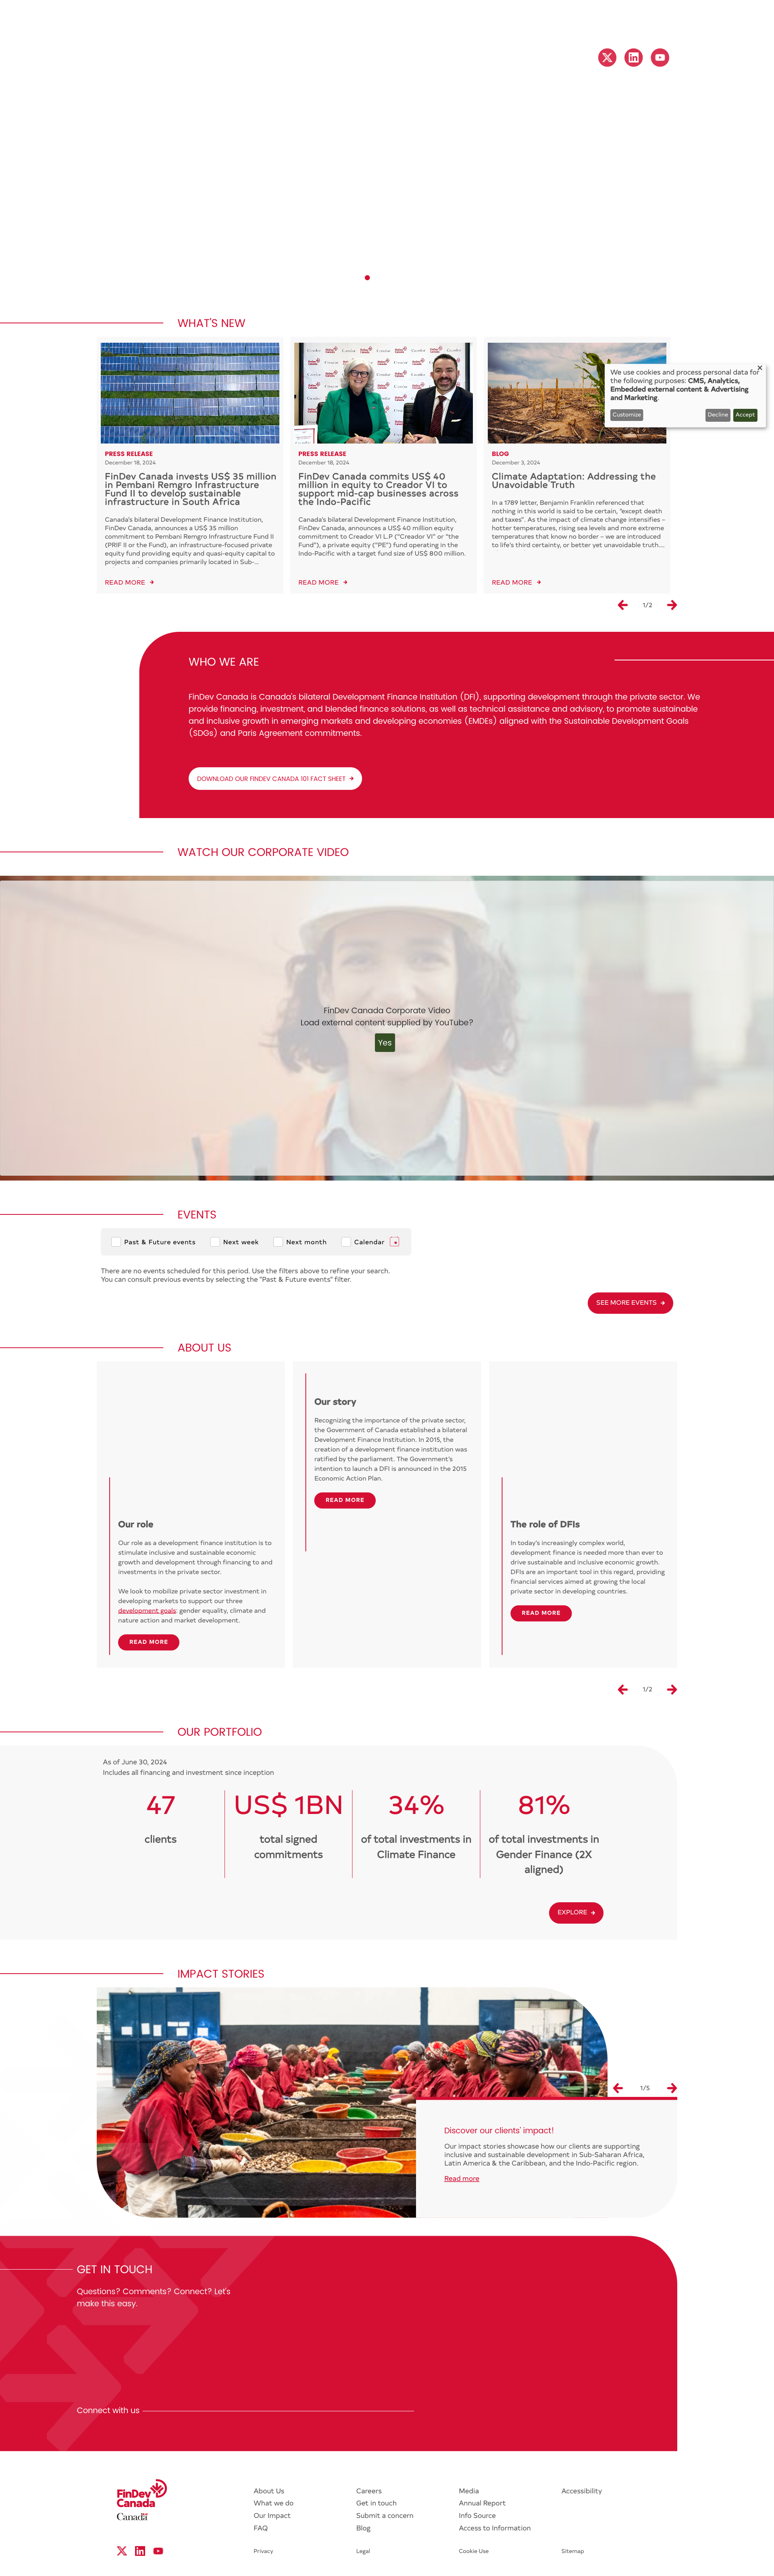 WHAT'S NEW
We use cookies and process personal data for
the following purposes: CMS, Analytics,
Embedded external content & Advertising
and Marketing.
Customize
Decline
Accept
PRESS RELEASE
December 18, 2024
FinDev Canada invests US$ 35 million
in Pembani Remgro Infrastructure
Fund II to develop sustainable
infrastructure in South Africa
Canada's bilateral Development Finance Institution,
FinDev Canada, announces a US$ 35 million
commitment to Pembani Remgro Infrastructure Fund II
(PRIF II or the Fund), an infrastructure-focused private
equity fund providing equity and quasi-equity capital to
projects and companies primarily located in Sub-...
READ MORE
PRESS RELEASE
December 18, 2024
FinDev Canada commits US$ 40
million in equity to Creador VI to
support mid-cap businesses across
the Indo-Pacific
Canada's bilateral Development Finance Institution,
FinDev Canada, announces a US$ 40 million equity
commitment to Creador VI L.P ("Creador VI" or "the
Fund"), a private equity ("PE") fund operating in the
Indo-Pacific with a target fund size of US$ 800 million.
READ MORE
BLOG
December 3, 2024
Climate Adaptation: Addressing the
Unavoidable Truth
In a 1789 letter, Benjamin Franklin referenced that
nothing in this world is said to be certain, "except death
and taxes". As the impact of climate change intensifies –
hotter temperatures, rising sea levels and more extreme
temperatures that know no border – we are introduced
to life's third certainty, or better yet unavoidable truth....
READ MORE
1/2
WHO WE ARE
FinDev Canada is Canada's bilateral Development Finance Institution (DFI), supporting development through the private sector. We
provide financing, investment, and blended finance solutions, as well as technical assistance and advisory, to promote sustainable
and inclusive growth in emerging markets and developing economies (EMDEs) aligned with the Sustainable Development Goals
(SDGs) and Paris Agreement commitments.
DOWNLOAD OUR FINDEV CANADA 101 FACT SHEET
WATCH OUR CORPORATE VIDEO
FinDev Canada Corporate Video
Load external content supplied by YouTube?
Yes
EVENTS
Past & Future events
Next week
Next month
Calendar
There are no events scheduled for this period. Use the filters above to refine your search.
You can consult previous events by selecting the "Past & Future events" filter.
SEE MORE EVENTS
ABOUT US
Our role
Our role as a development finance institution is to
stimulate inclusive and sustainable economic
growth and development through financing to and
investments in the private sector.
We look to mobilize private sector investment in
developing markets to support our three
development goals: gender equality, climate and
nature action and market development.
READ MORE
Our story
Recognizing the importance of the private sector,
the Government of Canada established a bilateral
Development Finance Institution. In 2015, the
creation of a development finance institution was
ratified by the parliament. The Government's
intention to launch a DFI is announced in the 2015
Economic Action Plan.
READ MORE
The role of DFIs
In today's increasingly complex world,
development finance is needed more than ever to
drive sustainable and inclusive economic growth.
DFIs are an important tool in this regard, providing
financial services aimed at growing the local
private sector in developing countries.
READ MORE
1/2
OUR PORTFOLIO
As of June 30, 2024
Includes all financing and investment since inception
47
clients
US$ 1BN
total signed
commitments
34%
of total investments in
Climate Finance
81%
of total investments in
Gender Finance (2X
aligned)
EXPLORE
IMPACT STORIES
1/5
Discover our clients' impact!
Our impact stories showcase how our clients are supporting
inclusive and sustainable development in Sub-Saharan Africa,
Latin America & the Caribbean, and the Indo-Pacific region.
Read more
GET IN TOUCH
Questions? Comments? Connect? Let's
make this easy.
Connect with us
FinDev
Canada
Canada
About Us
What we do
Our Impact
FAQ
Careers
Get in touch
Submit a concern
Blog
Media
Annual Report
Info Source
Access to Information
Accessibility
Privacy
Legal
Cookie Use
Sitemap